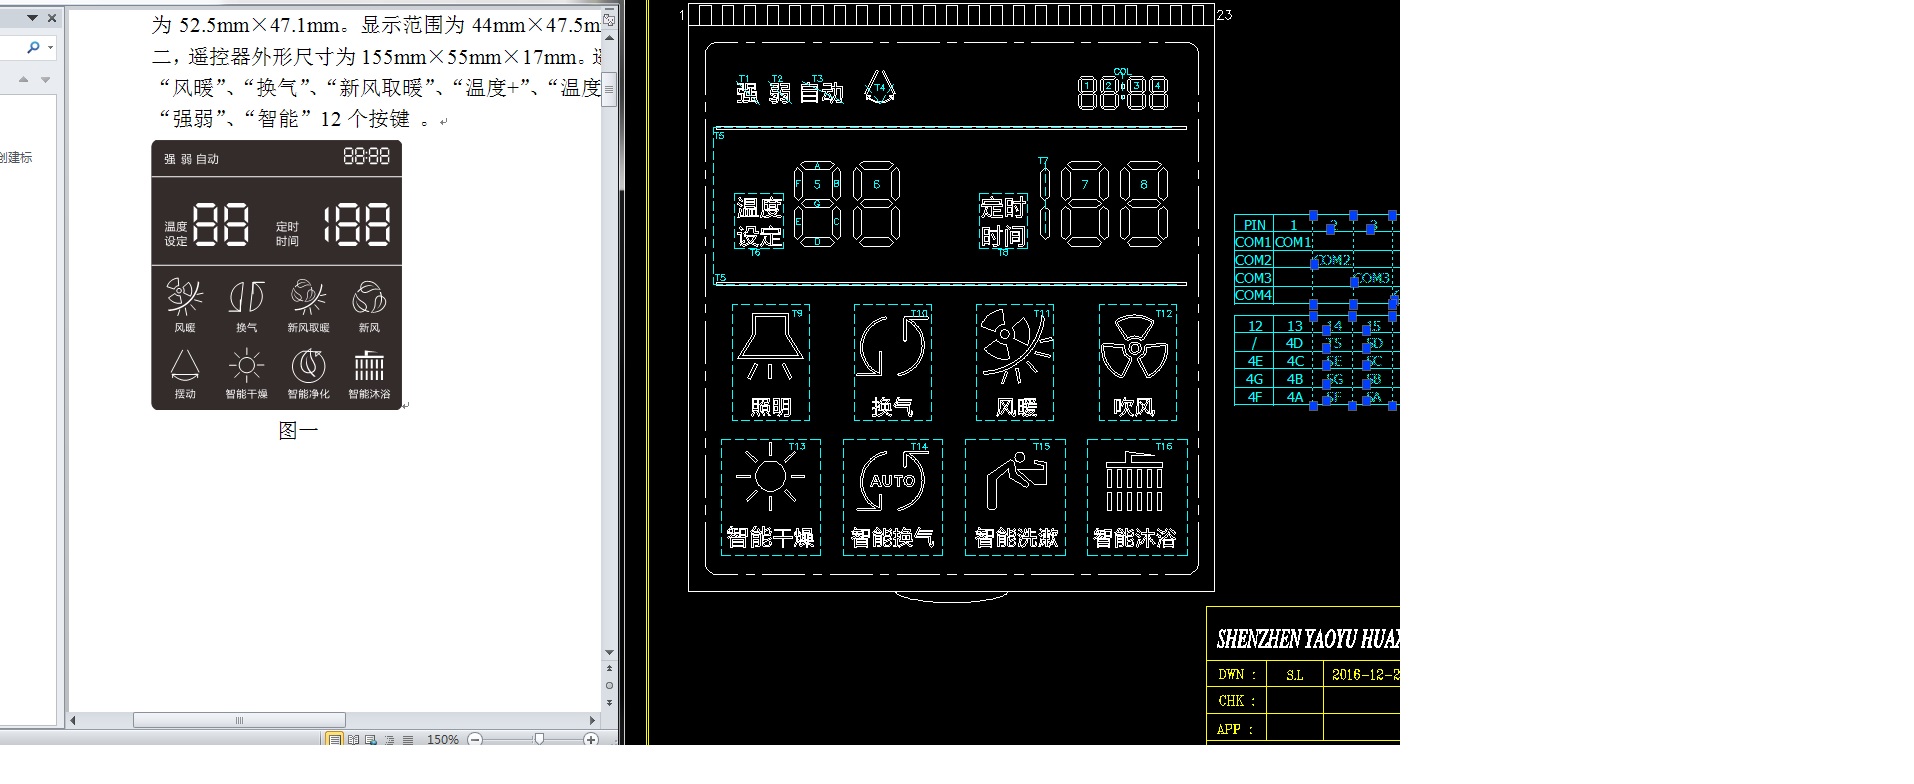 为 52.5mm×47.1mm。显示范围为 44mm×47.5m
二，遥控器外形尺寸为 155mm×55mm×17mm。
“风暖”、“换气”、“新风取暖”、“温度+”、“温度
“强弱”、“智能”12 个按键 。
创建标
强 弱 自动 88:88
温度 设定 88 定时 时间 188
风暖 换气 新风取暖 新风
摆动 智能干燥 智能净化 智能沐浴
图一
150%
1 23
T1 T2 T3 T4 COL
强 弱 自动 1 2 3 4
T5
T7
A
F 5 B 6 7 8
G
E C
D
温度 定时
设定 时间
T6 T8
T5
T9 T10 T11 T12
照明 换气 风暖 吹风
T13 T14 T15 T16
AUTO
智能干燥 智能换气 智能洗漱 智能沐浴
PIN 1 2 3
COM1 COM1
COM2 COM2
COM3 COM3
COM4
12 13 14 15
/ 4D T5 5D
4E 4C 5E 5C
4G 4B 5G 5B
4F 4A 5F 5A
SHENZHEN YAOYU HUAX
DWN : S.L 2016-12-2
CHK :
APP :